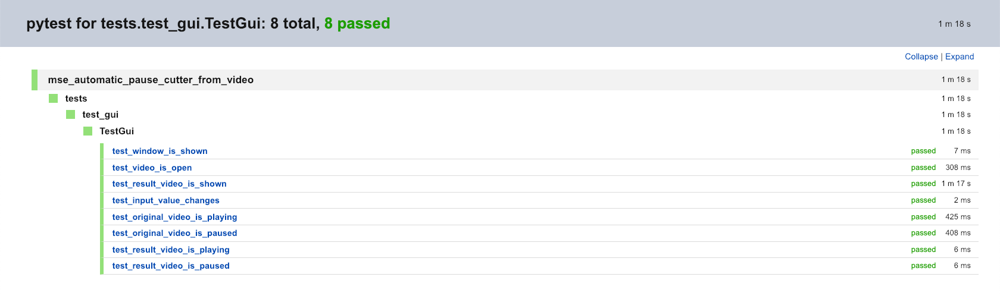 pytest for tests.test_gui.TestGui: 8 total, 8 passed 1 m 18 s
Collapse | Expand
mse_automatic_pause_cutter_from_video 1 m 18 s
tests 1 m 18 s
test_gui 1 m 18 s
TestGui 1 m 18 s
test_window_is_shown passed 7 ms
test_video_is_open passed 308 ms
test_result_video_is_shown passed 1 m 17 s
test_input_value_changes passed 2 ms
test_original_video_is_playing passed 425 ms
test_original_video_is_paused passed 408 ms
test_result_video_is_playing passed 6 ms
test_result_video_is_paused passed 6 ms